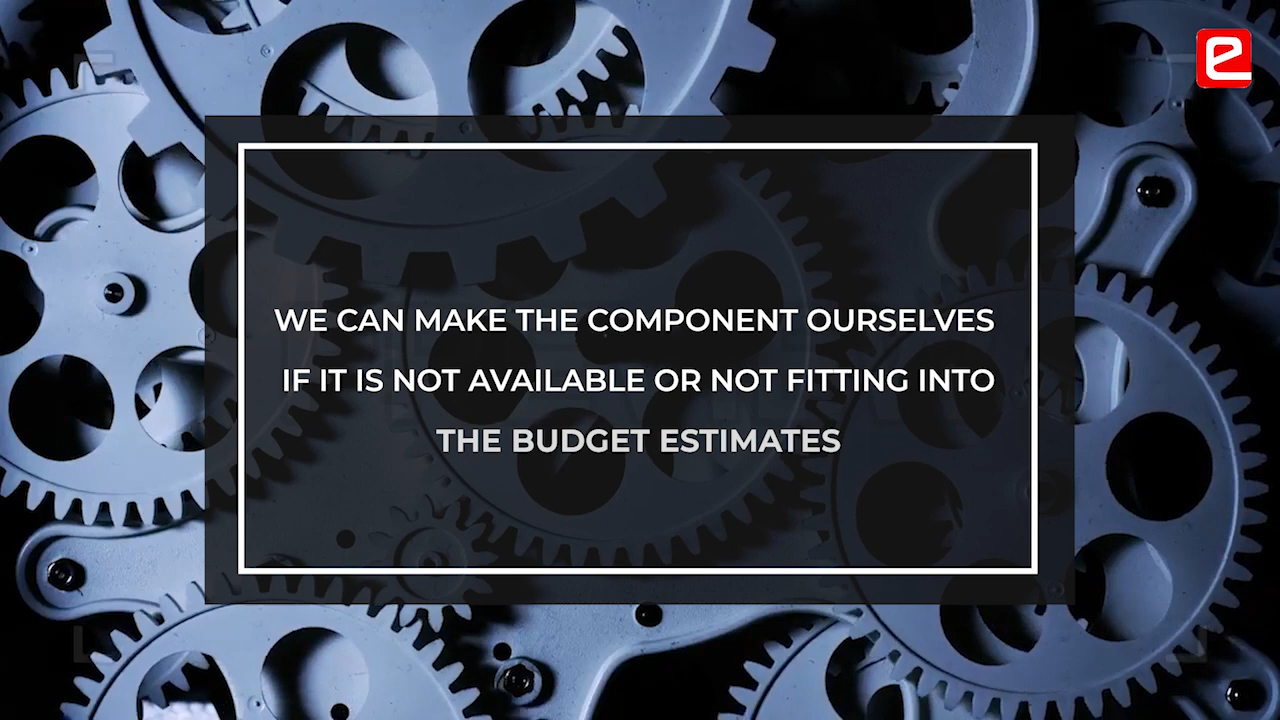 e
WE CAN MAKE THE COMPONENT OURSELVES
IF IT IS NOT AVAILABLE OR NOT FITTING INTO
THE BUDGET ESTIMATES